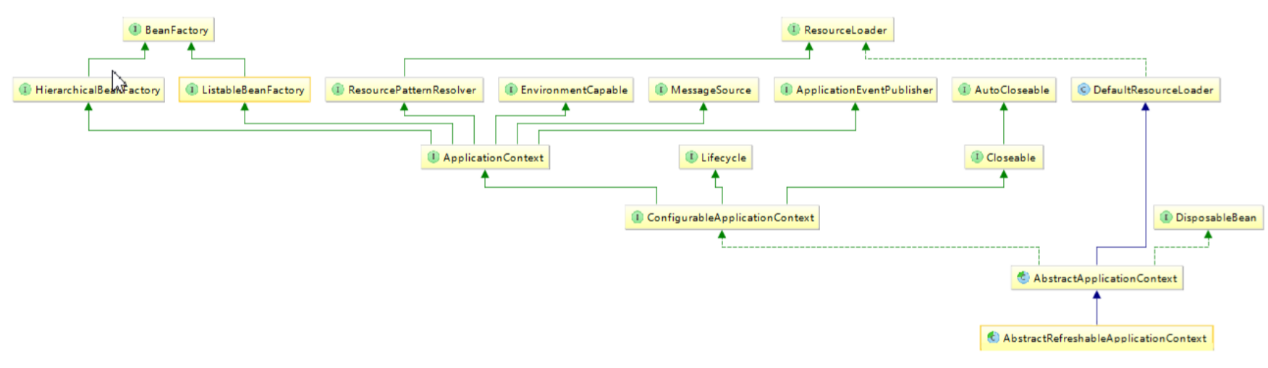 BeanFactory
ResourceLoader
HierarchicalBeanFactory
ListableBeanFactory
ResourcePatternResolver
EnvironmentCapable
MessageSource
ApplicationEventPublisher
AutoCloseable
DefaultResourceLoader
ApplicationContext
Lifecycle
Closeable
ConfigurableApplicationContext
DisposableBean
AbstractApplicationContext
AbstractRefreshableApplicationContext